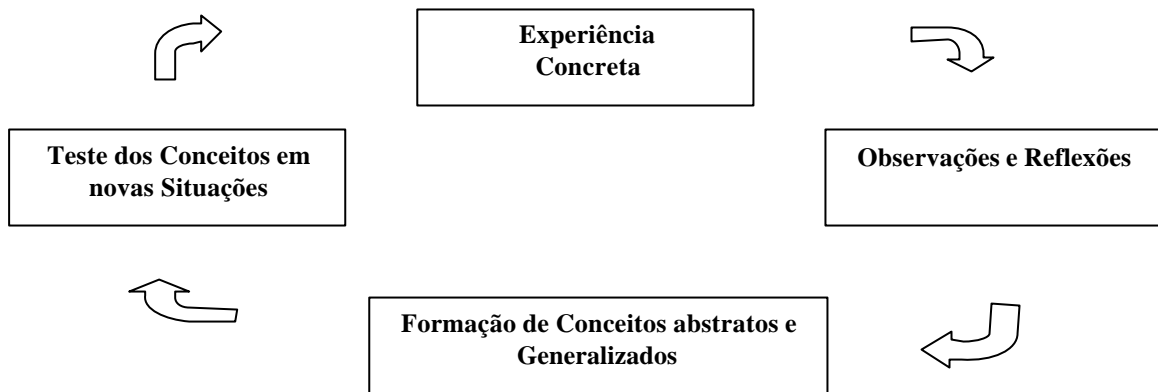 Experiência
Concreta
Teste dos Conceitos em
novas Situações
Observações e Reflexões
Formação de Conceitos abstratos e
Generalizados